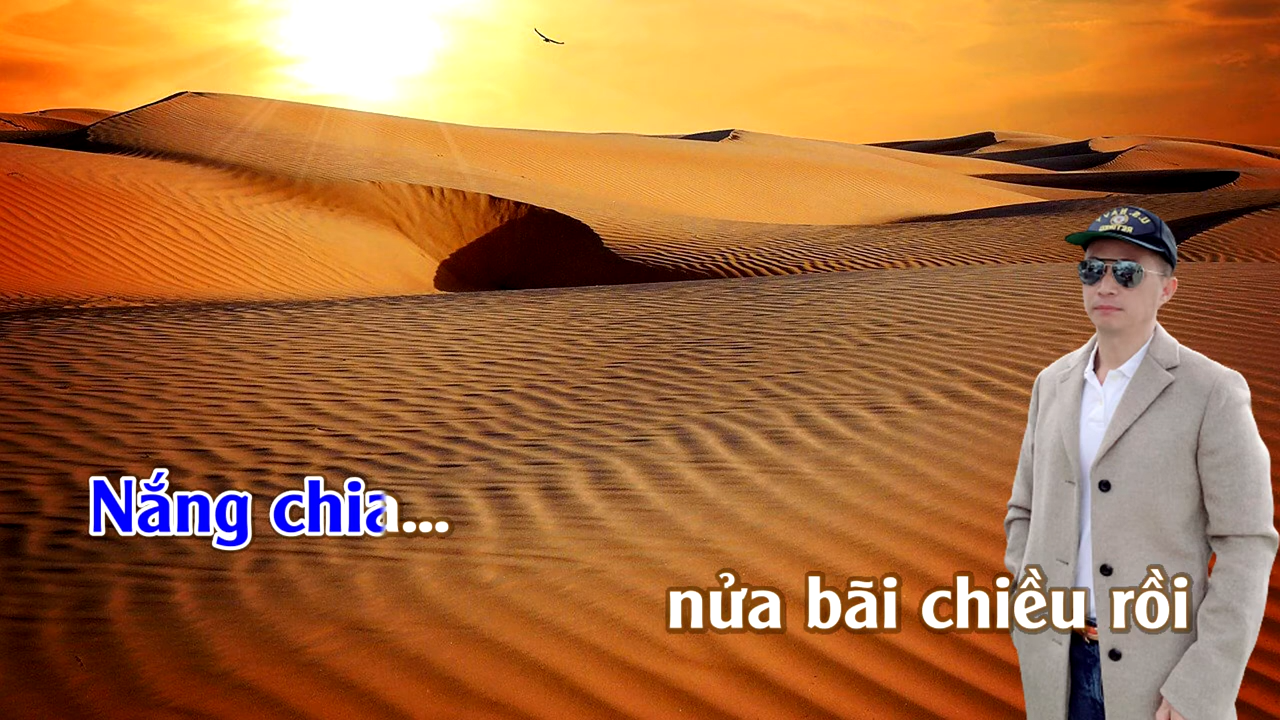 Nắng chia...
nửa bãi chiều rồi